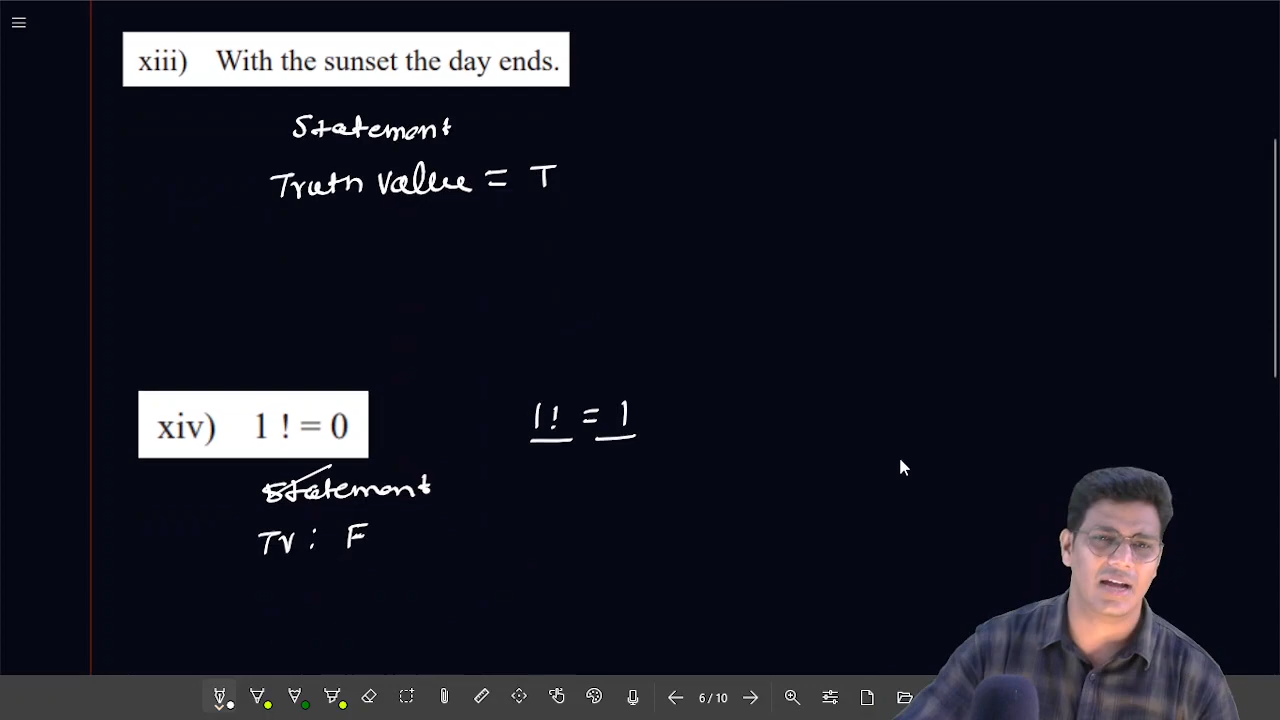 xiii) With the sunset the day ends.
Statement
Truth Value = T
xiv) 1 ! = 0
1! = 1
Statement
TV : F
6/10